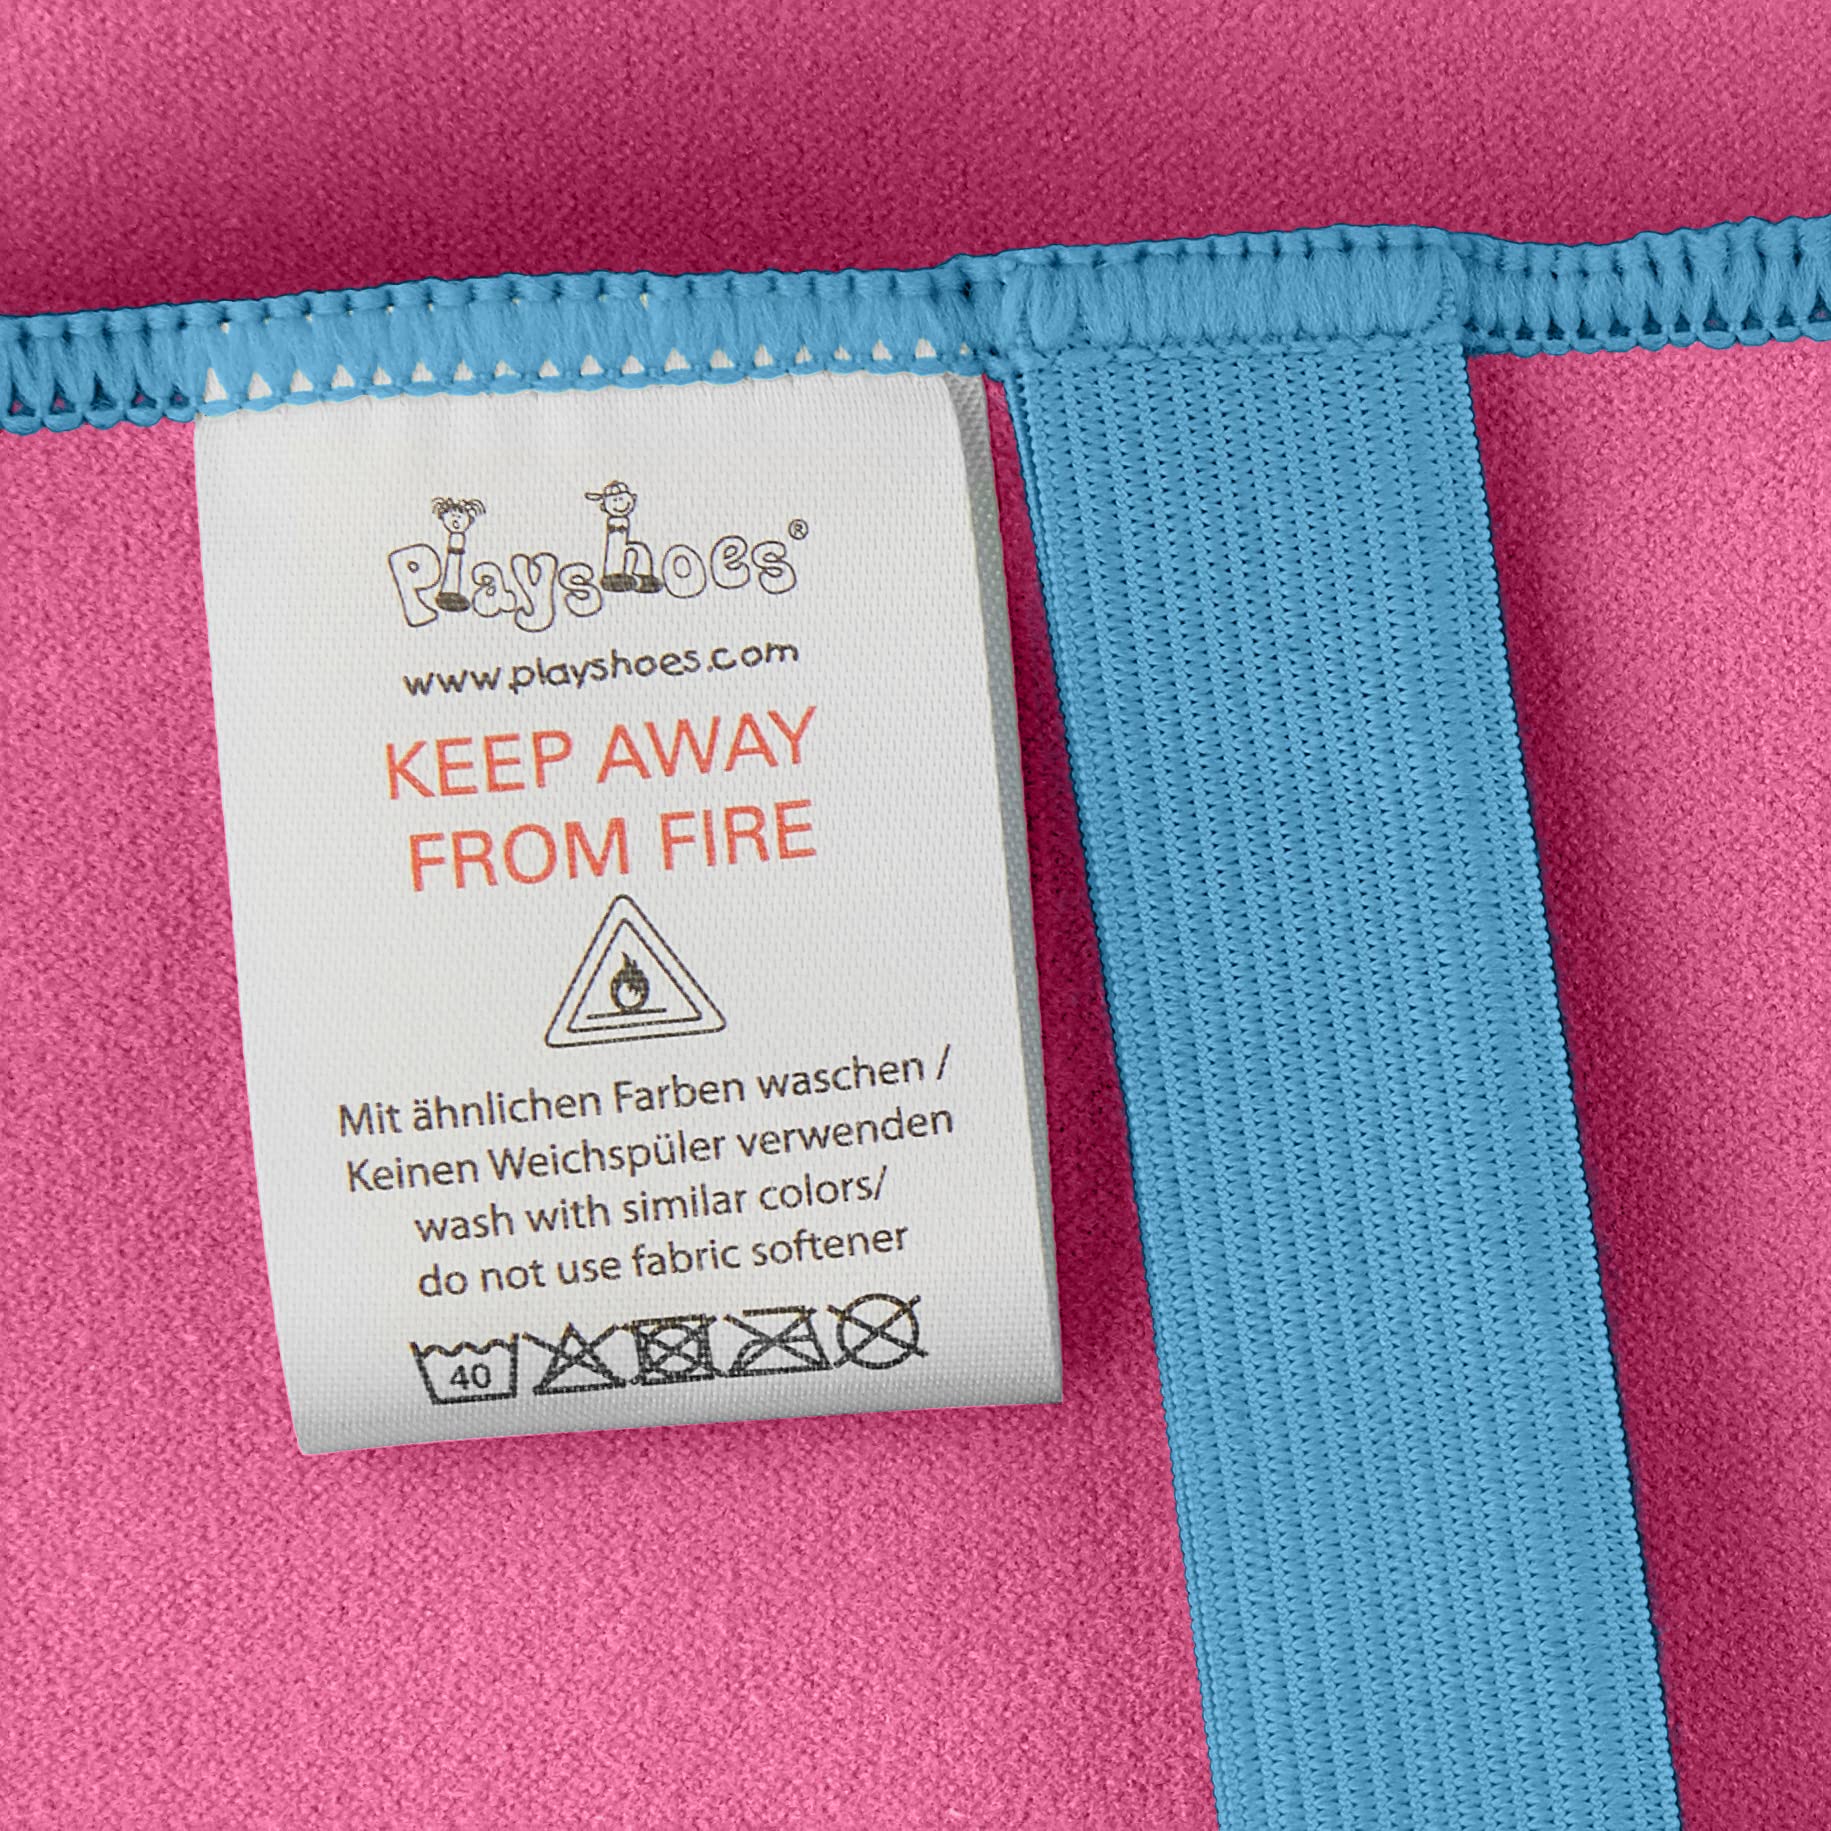 Playshoes®
www.playshoes.com
KEEP AWAY
FROM FIRE
Mit ähnlichen Farben waschen /
Keinen Weichspüler verwenden
wash with similar colors/
do not use fabric softener
40